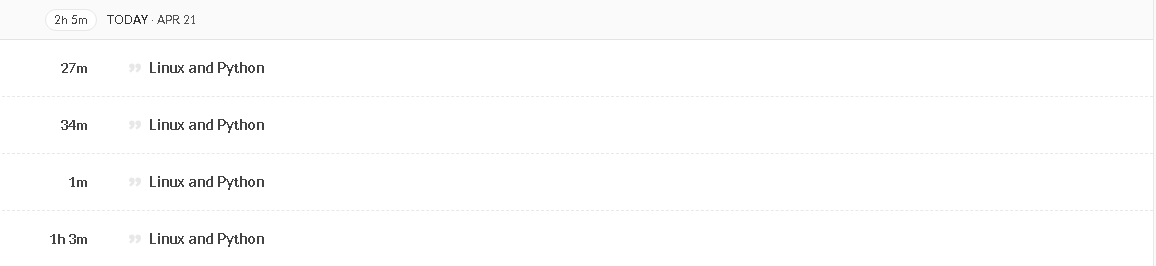 2h 5m TODAY · APR 21
27m ” Linux and Python
34m ” Linux and Python
1m ” Linux and Python
1h 3m ” Linux and Python